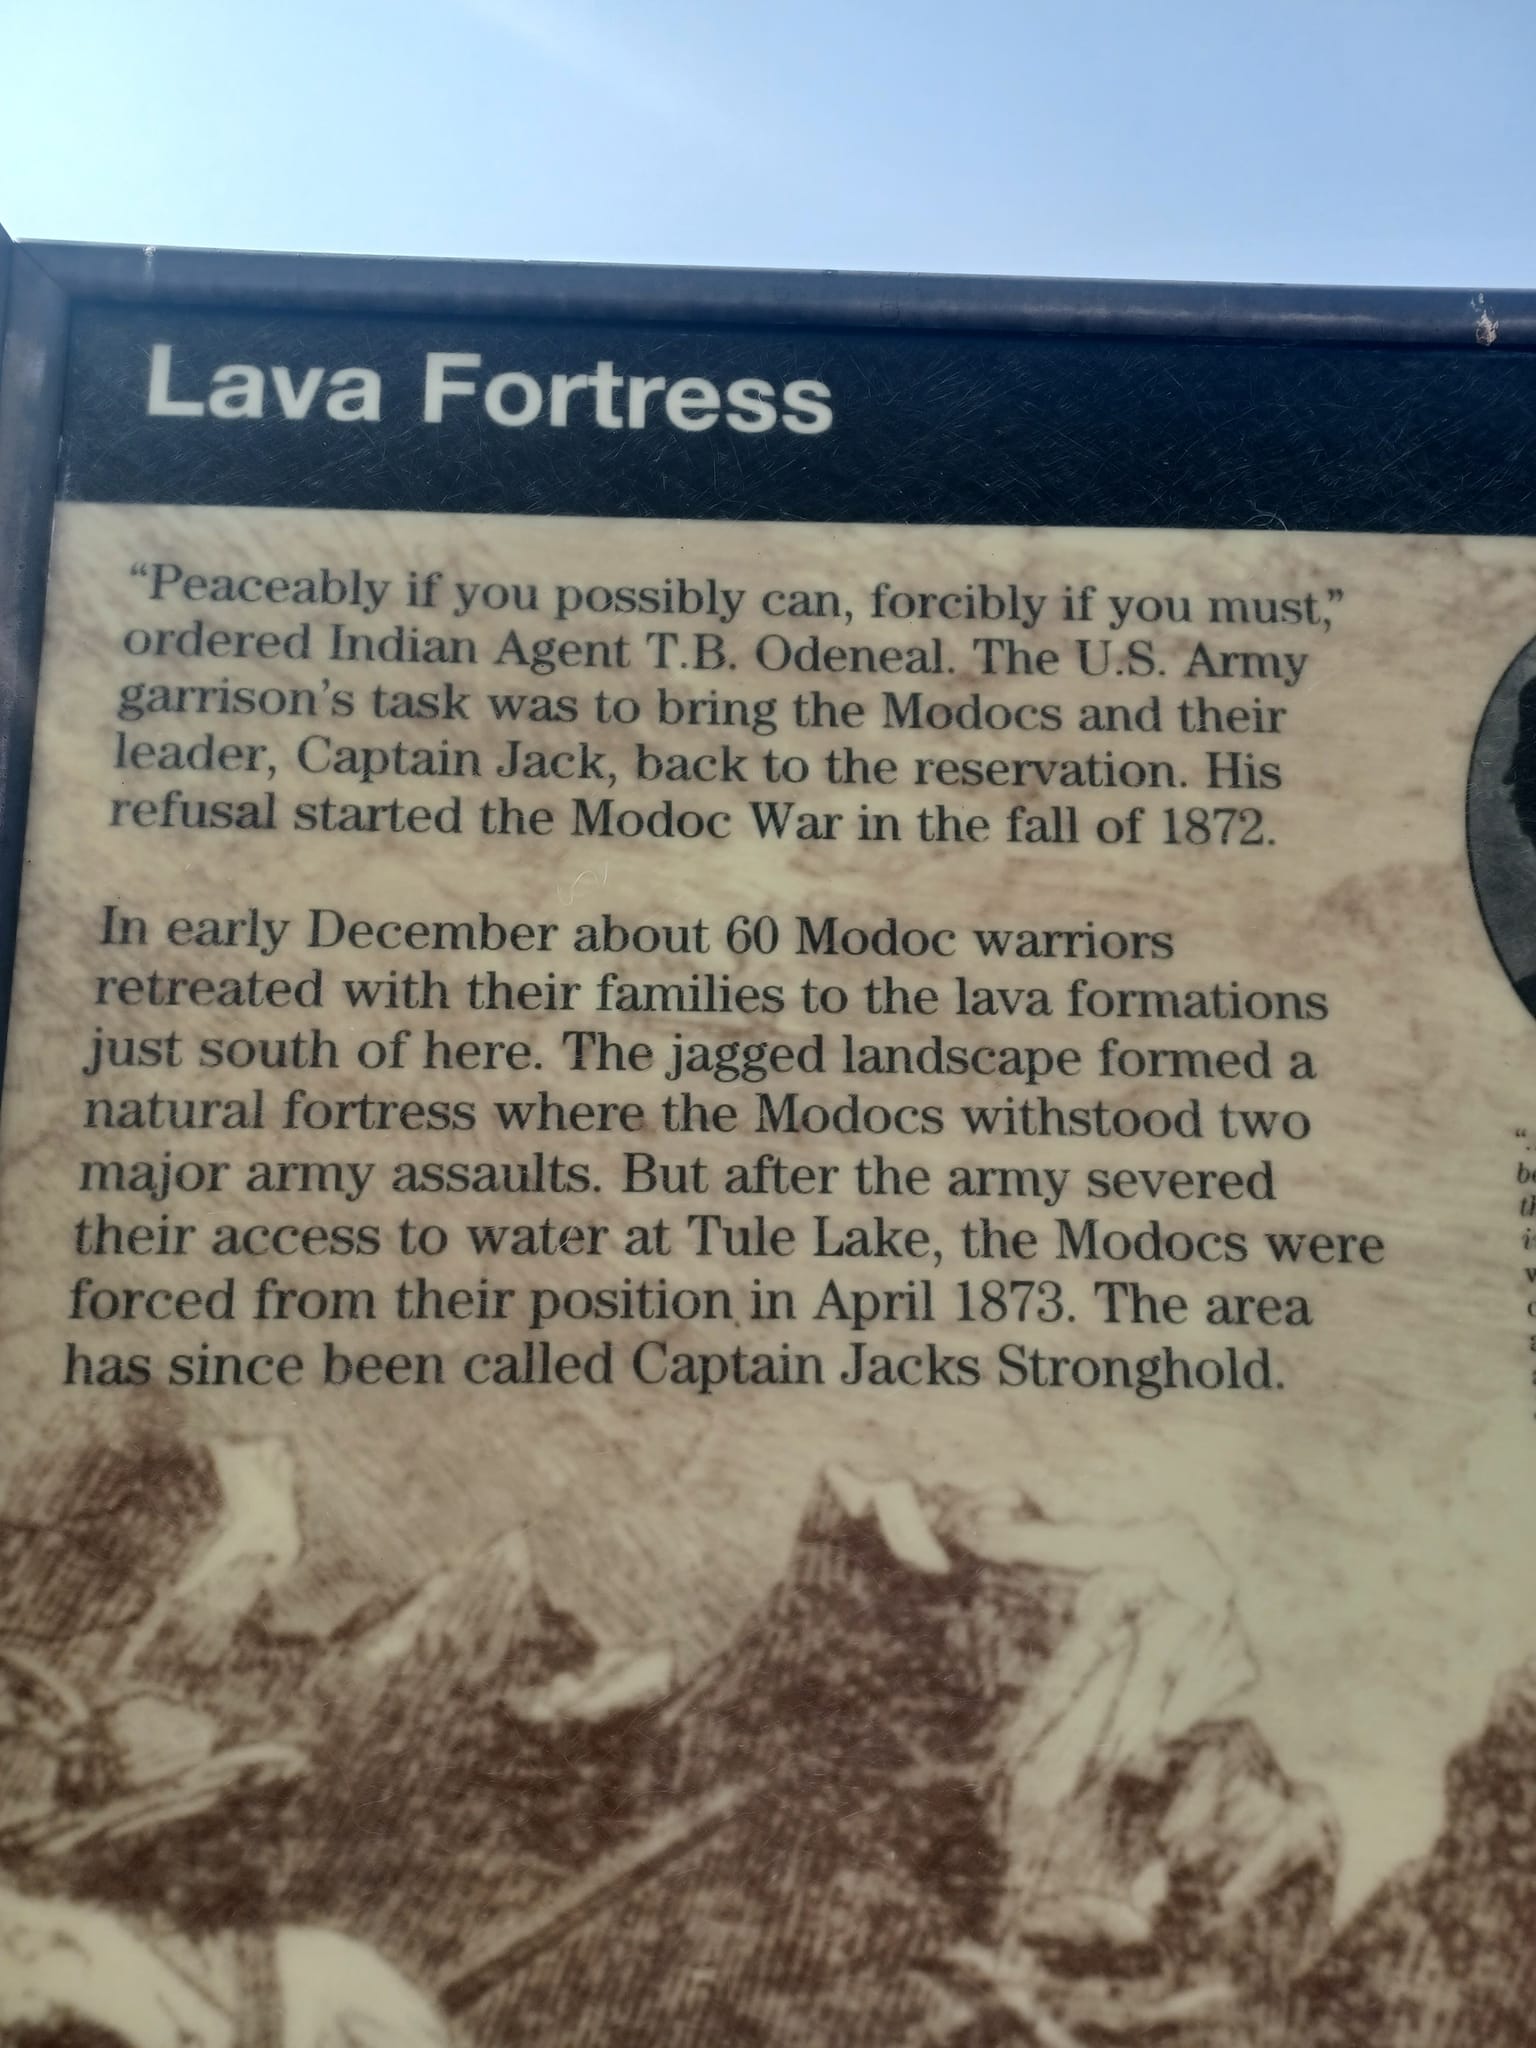 Lava Fortress
“Peaceably if you possibly can, forcibly if you must,”
ordered Indian Agent T.B. Odeneal. The U.S. Army
garrison’s task was to bring the Modocs and their
leader, Captain Jack, back to the reservation. His
refusal started the Modoc War in the fall of 1872.
In early December about 60 Modoc warriors
retreated with their families to the lava formations
just south of here. The jagged landscape formed a
natural fortress where the Modocs withstood two
major army assaults. But after the army severed
their access to water at Tule Lake, the Modocs were
forced from their position in April 1873. The area
has since been called Captain Jacks Stronghold.